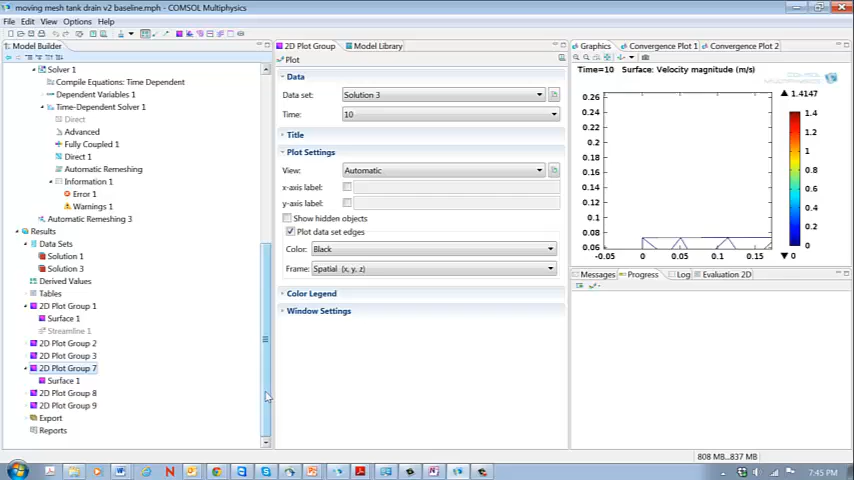 moving mesh tank drain v2 baseline.mph - COMSOL Multiphysics
File Edit View Options Help
Model Builder
Solver 1
Compile Equations: Time Dependent
Dependent Variables 1
Time-Dependent Solver 1
Direct
Advanced
Fully Coupled 1
Direct 1
Automatic Remeshing
Information 1
Error 1
Warnings 1
Automatic Remeshing 3
Results
Data Sets
Solution 1
Solution 3
Derived Values
Tables
2D Plot Group 1
Surface 1
Streamline 1
2D Plot Group 2
2D Plot Group 3
2D Plot Group 7
Surface 1
2D Plot Group 8
2D Plot Group 9
Export
Reports
2D Plot Group Model Library
Plot
Data
Data set: Solution 3
Time: 10
Title
Plot Settings
View: Automatic
x-axis label:
y-axis label:
Show hidden objects
Plot data set edges
Color: Black
Frame: Spatial (x, y, z)
Color Legend
Window Settings
Graphics Convergence Plot 1 Convergence Plot 2
Time=10 Surface: Velocity magnitude (m/s)
▲ 1.4147
0.26
0.24
0.22
0.2
0.18
0.16
0.14
0.12
0.1
0.08
0.06
-0.05 0 0.05 0.1 0.15
1.4
1.2
1
0.8
0.6
0.4
0.2
0
▼ 0
Messages Progress Log Evaluation 2D
808 MB...837 MB
7:45 PM